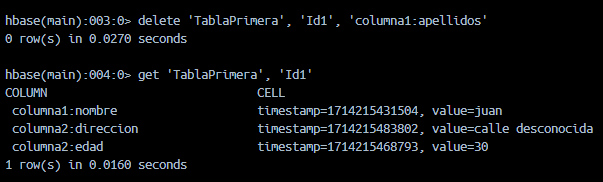 hbase(main):003:0> delete 'TablaPrimera', 'Id1', 'columna1:apellidos'
0 row(s) in 0.0270 seconds
hbase(main):004:0> get 'TablaPrimera', 'Id1'
COLUMN CELL
columna1:nombre timestamp=1714215431504, value=juan
columna2:direccion timestamp=1714215483802, value=calle desconocida
columna2:edad timestamp=1714215468793, value=30
1 row(s) in 0.0160 seconds